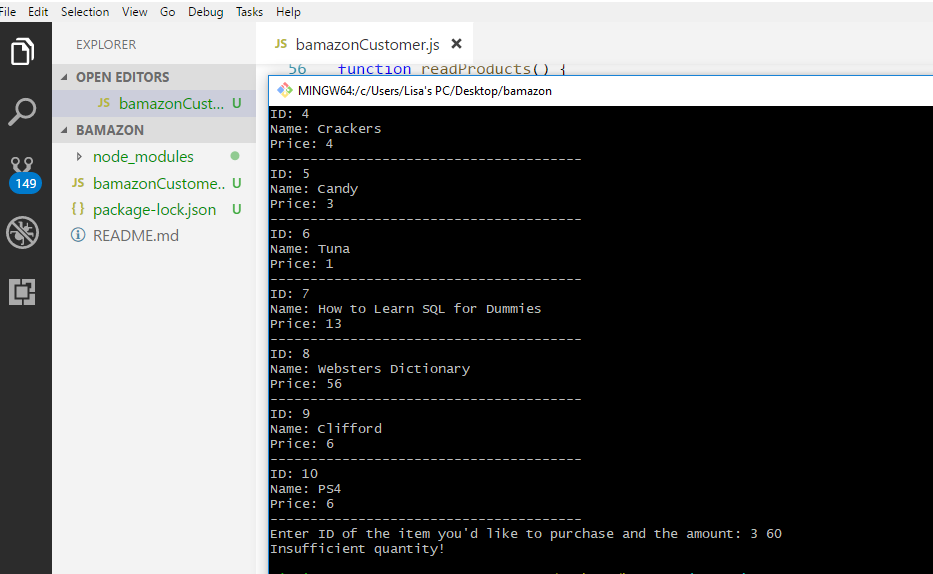 File Edit Selection View Go Debug Tasks Help
EXPLORER
OPEN EDITORS
JS bamazonCust... U
BAMAZON
node_modules
JS bamazonCustome.. U
{} package-lock.json U
README.md
149
JS bamazonCustomer.js
56 function readProducts() {
MINGW64:/c/Users/Lisa's PC/Desktop/bamazon
ID: 4
Name: Crackers
Price: 4
---------------------------------------
ID: 5
Name: Candy
Price: 3
---------------------------------------
ID: 6
Name: Tuna
Price: 1
---------------------------------------
ID: 7
Name: How to Learn SQL for Dummies
Price: 13
---------------------------------------
ID: 8
Name: Websters Dictionary
Price: 56
---------------------------------------
ID: 9
Name: Clifford
Price: 6
---------------------------------------
ID: 10
Name: PS4
Price: 6
---------------------------------------
Enter ID of the item you'd like to purchase and the amount: 3 60
Insufficient quantity!